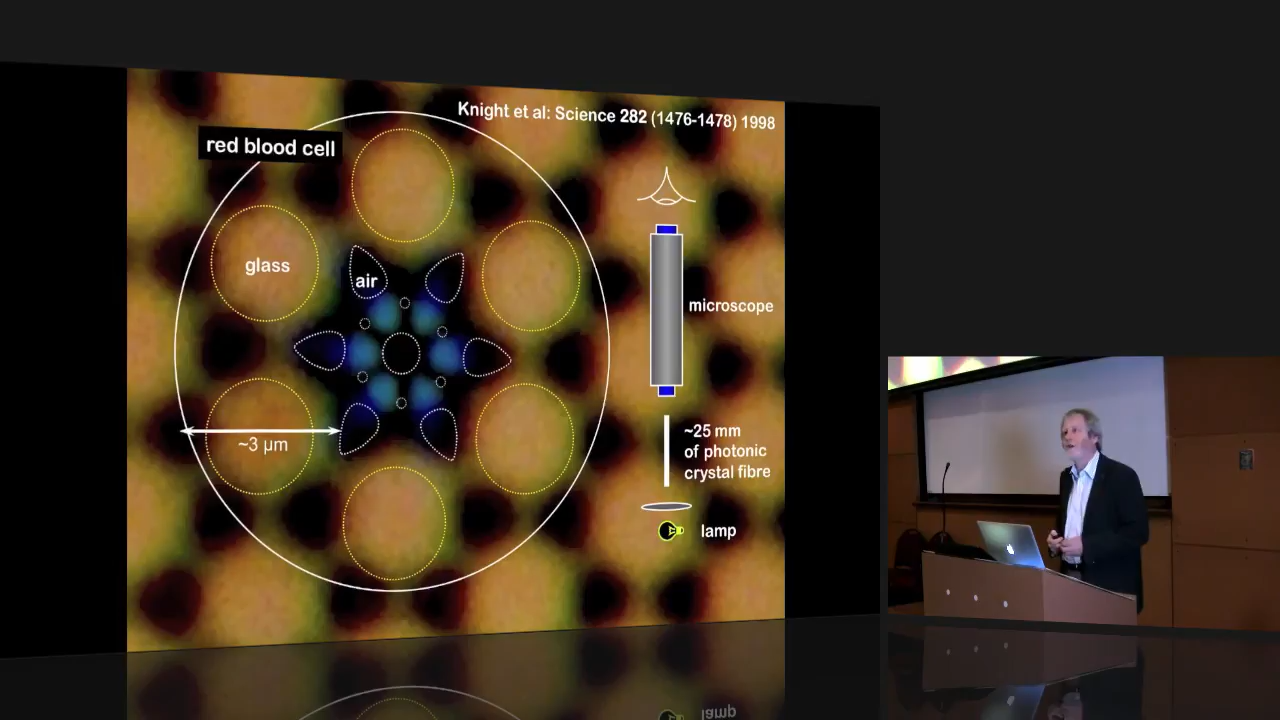 Knight et al: Science 282 (1476-1478) 1998
red blood cell
glass
air
microscope
~3 µm
~25 mm
of photonic
crystal fibre
lamp
lamp